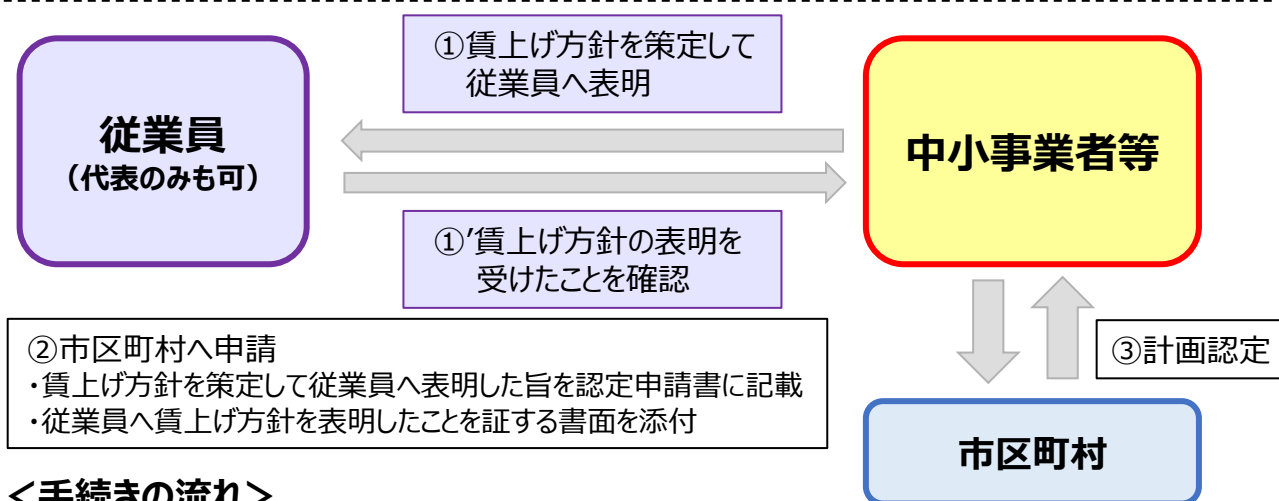 ①賃上げ方針を策定して
従業員へ表明
従業員
（代表のみも可）
中小事業者等
①’賃上げ方針の表明を
受けたことを確認
②市区町村へ申請
・賃上げ方針を策定して従業員へ表明した旨を認定申請書に記載
・従業員へ賃上げ方針を表明したことを証する書面を添付
③計画認定
市区町村
＜手続きの流れ＞